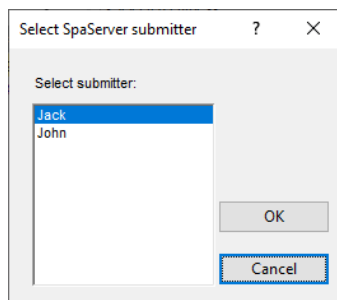 Select SpaServer submitter ?
Select submitter:
Jack
John
OK
Cancel